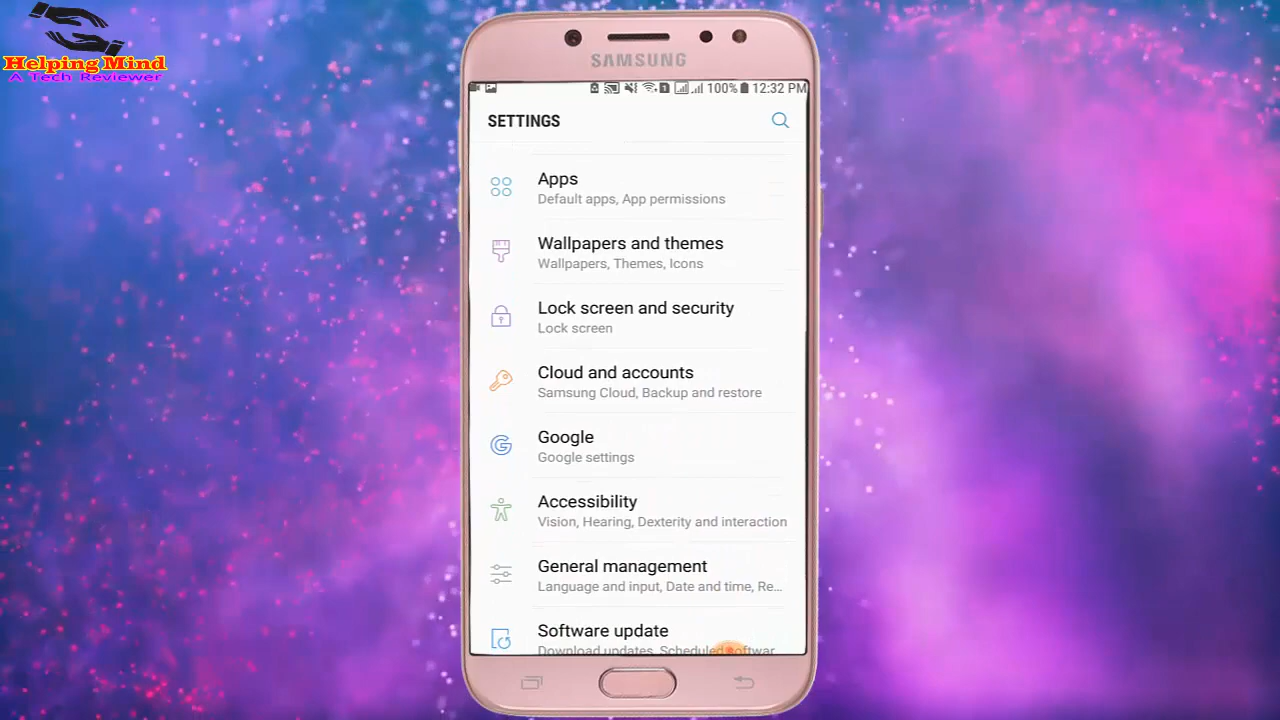 Helping Mind
A Tech Reviewer
SAMSUNG
100% 12:32 PM
SETTINGS
Apps
Default apps, App permissions
Wallpapers and themes
Wallpapers, Themes, Icons
Lock screen and security
Lock screen
Cloud and accounts
Samsung Cloud, Backup and restore
Google
Google settings
Accessibility
Vision, Hearing, Dexterity and interaction
General management
Language and input, Date and time, Re...
Software update
Download updates, Scheduled softwar